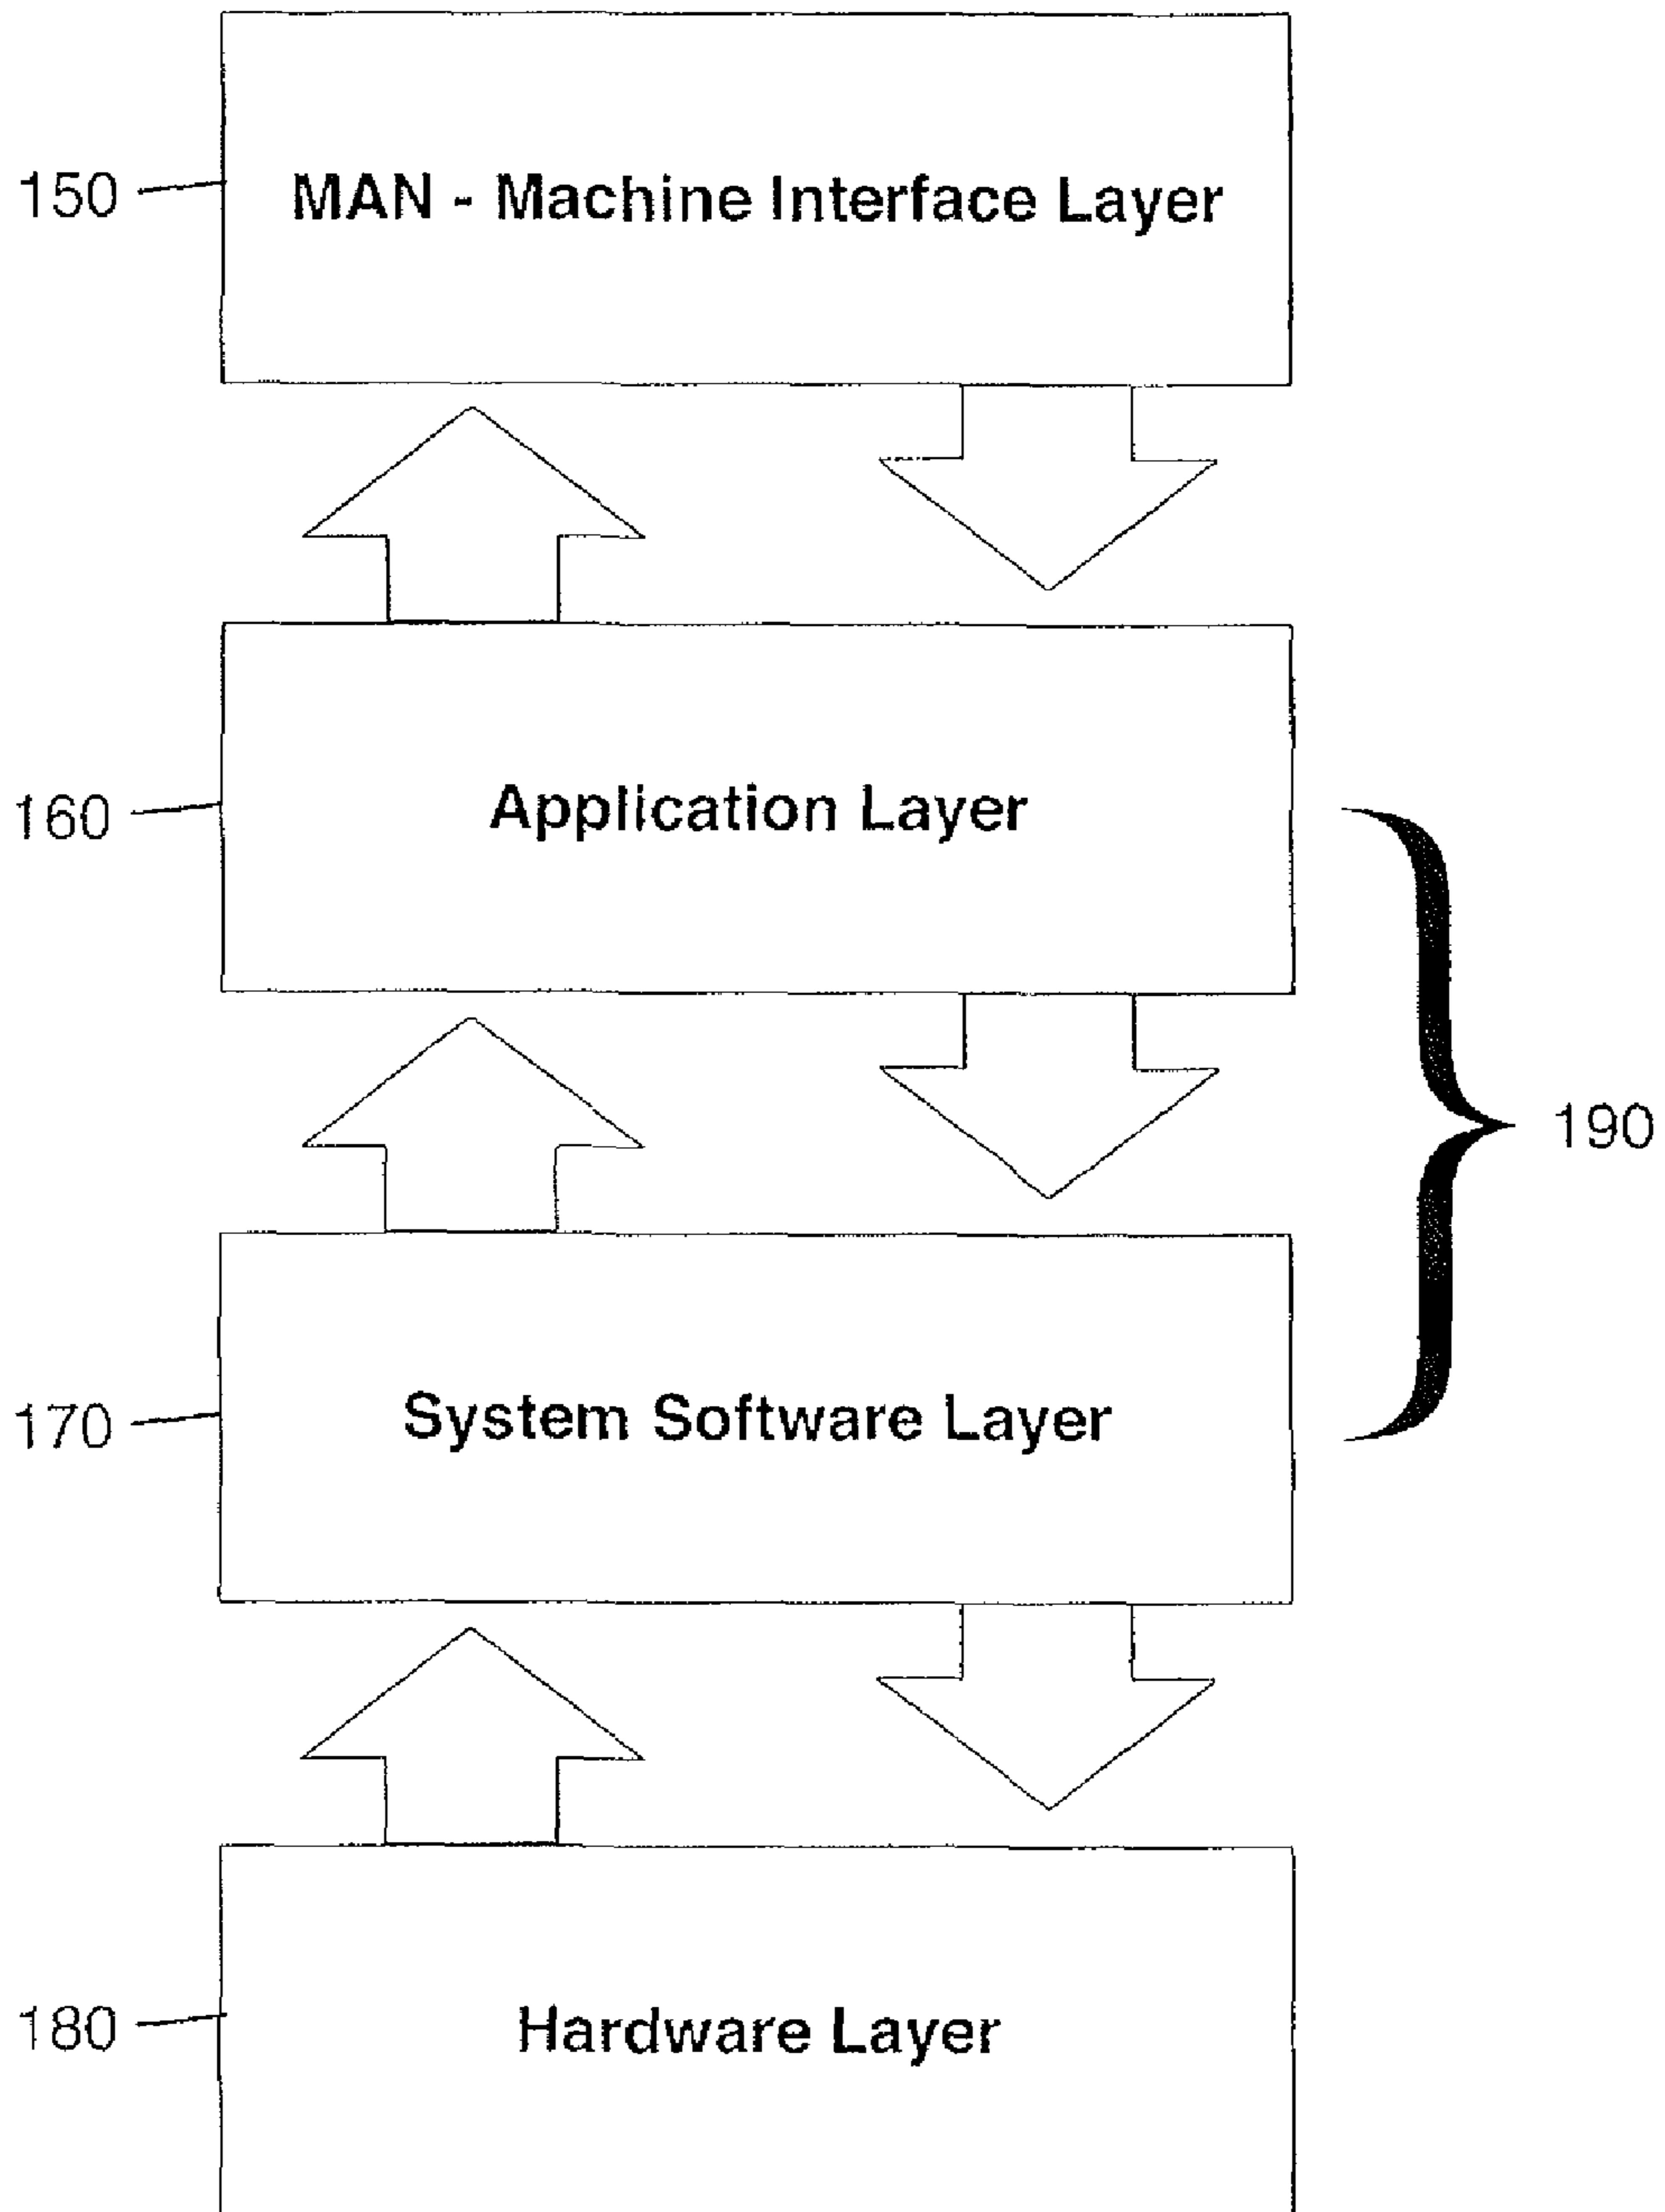 150
MAN - Machine Interface Layer
160
Application Layer
190
170
System Software Layer
180
Hardware Layer